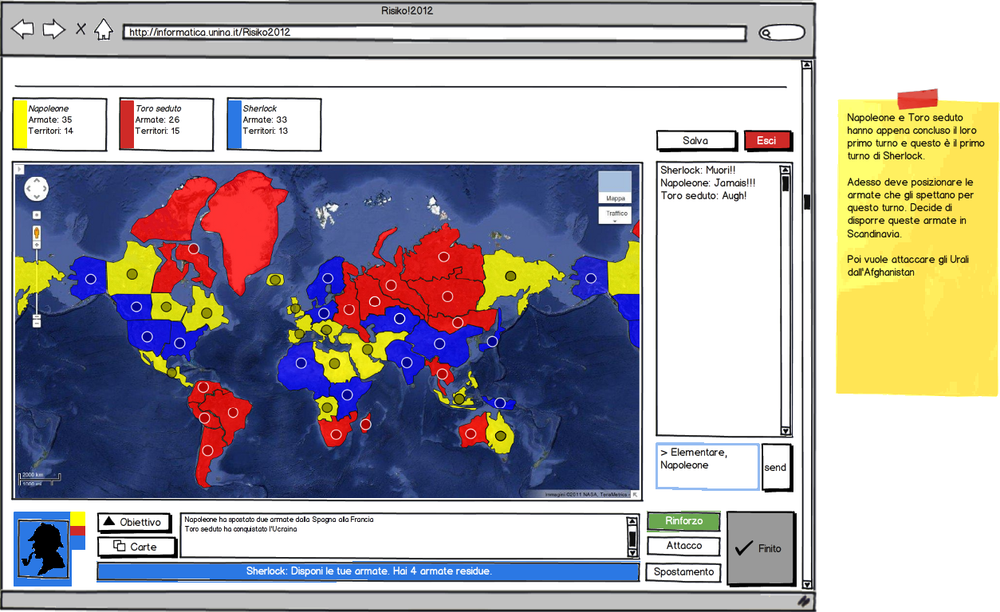 Risiko!2012
X
http://informatica.unina.it/Risiko2012
Napoleone
Armate: 35
Territori: 14
Toro seduto
Armate: 26
Territori: 15
Sherlock
Armate: 33
Territori: 13
Salva
Esci
Mappa
Traffico
2000 km
1000 mi
Immagini ©2011 NASA, TerraMetrics -
Sherlock: Muori!!
Napoleone: Jamais!!!
Toro seduto: Augh!
> Elementare,
Napoleone
send
Obiettivo
Carte
Napoleone ha spostato due armate dalla Spagna alla Francia
Toro seduto ha conquistato l'Ucraina
Sherlock: Disponi le tue armate. Hai 4 armate residue.
Rinforzo
Attacco
Spostamento
Finito
Napoleone e Toro seduto
hanno appena concluso il loro
primo turno e questo è il primo
turno di Sherlock.
Adesso deve posizionare le
armate che gli spettano per
questo turno. Decide di
disporre queste armate in
Scandinavia.
Poi vuole attaccare gli Urali
dall'Afghanistan